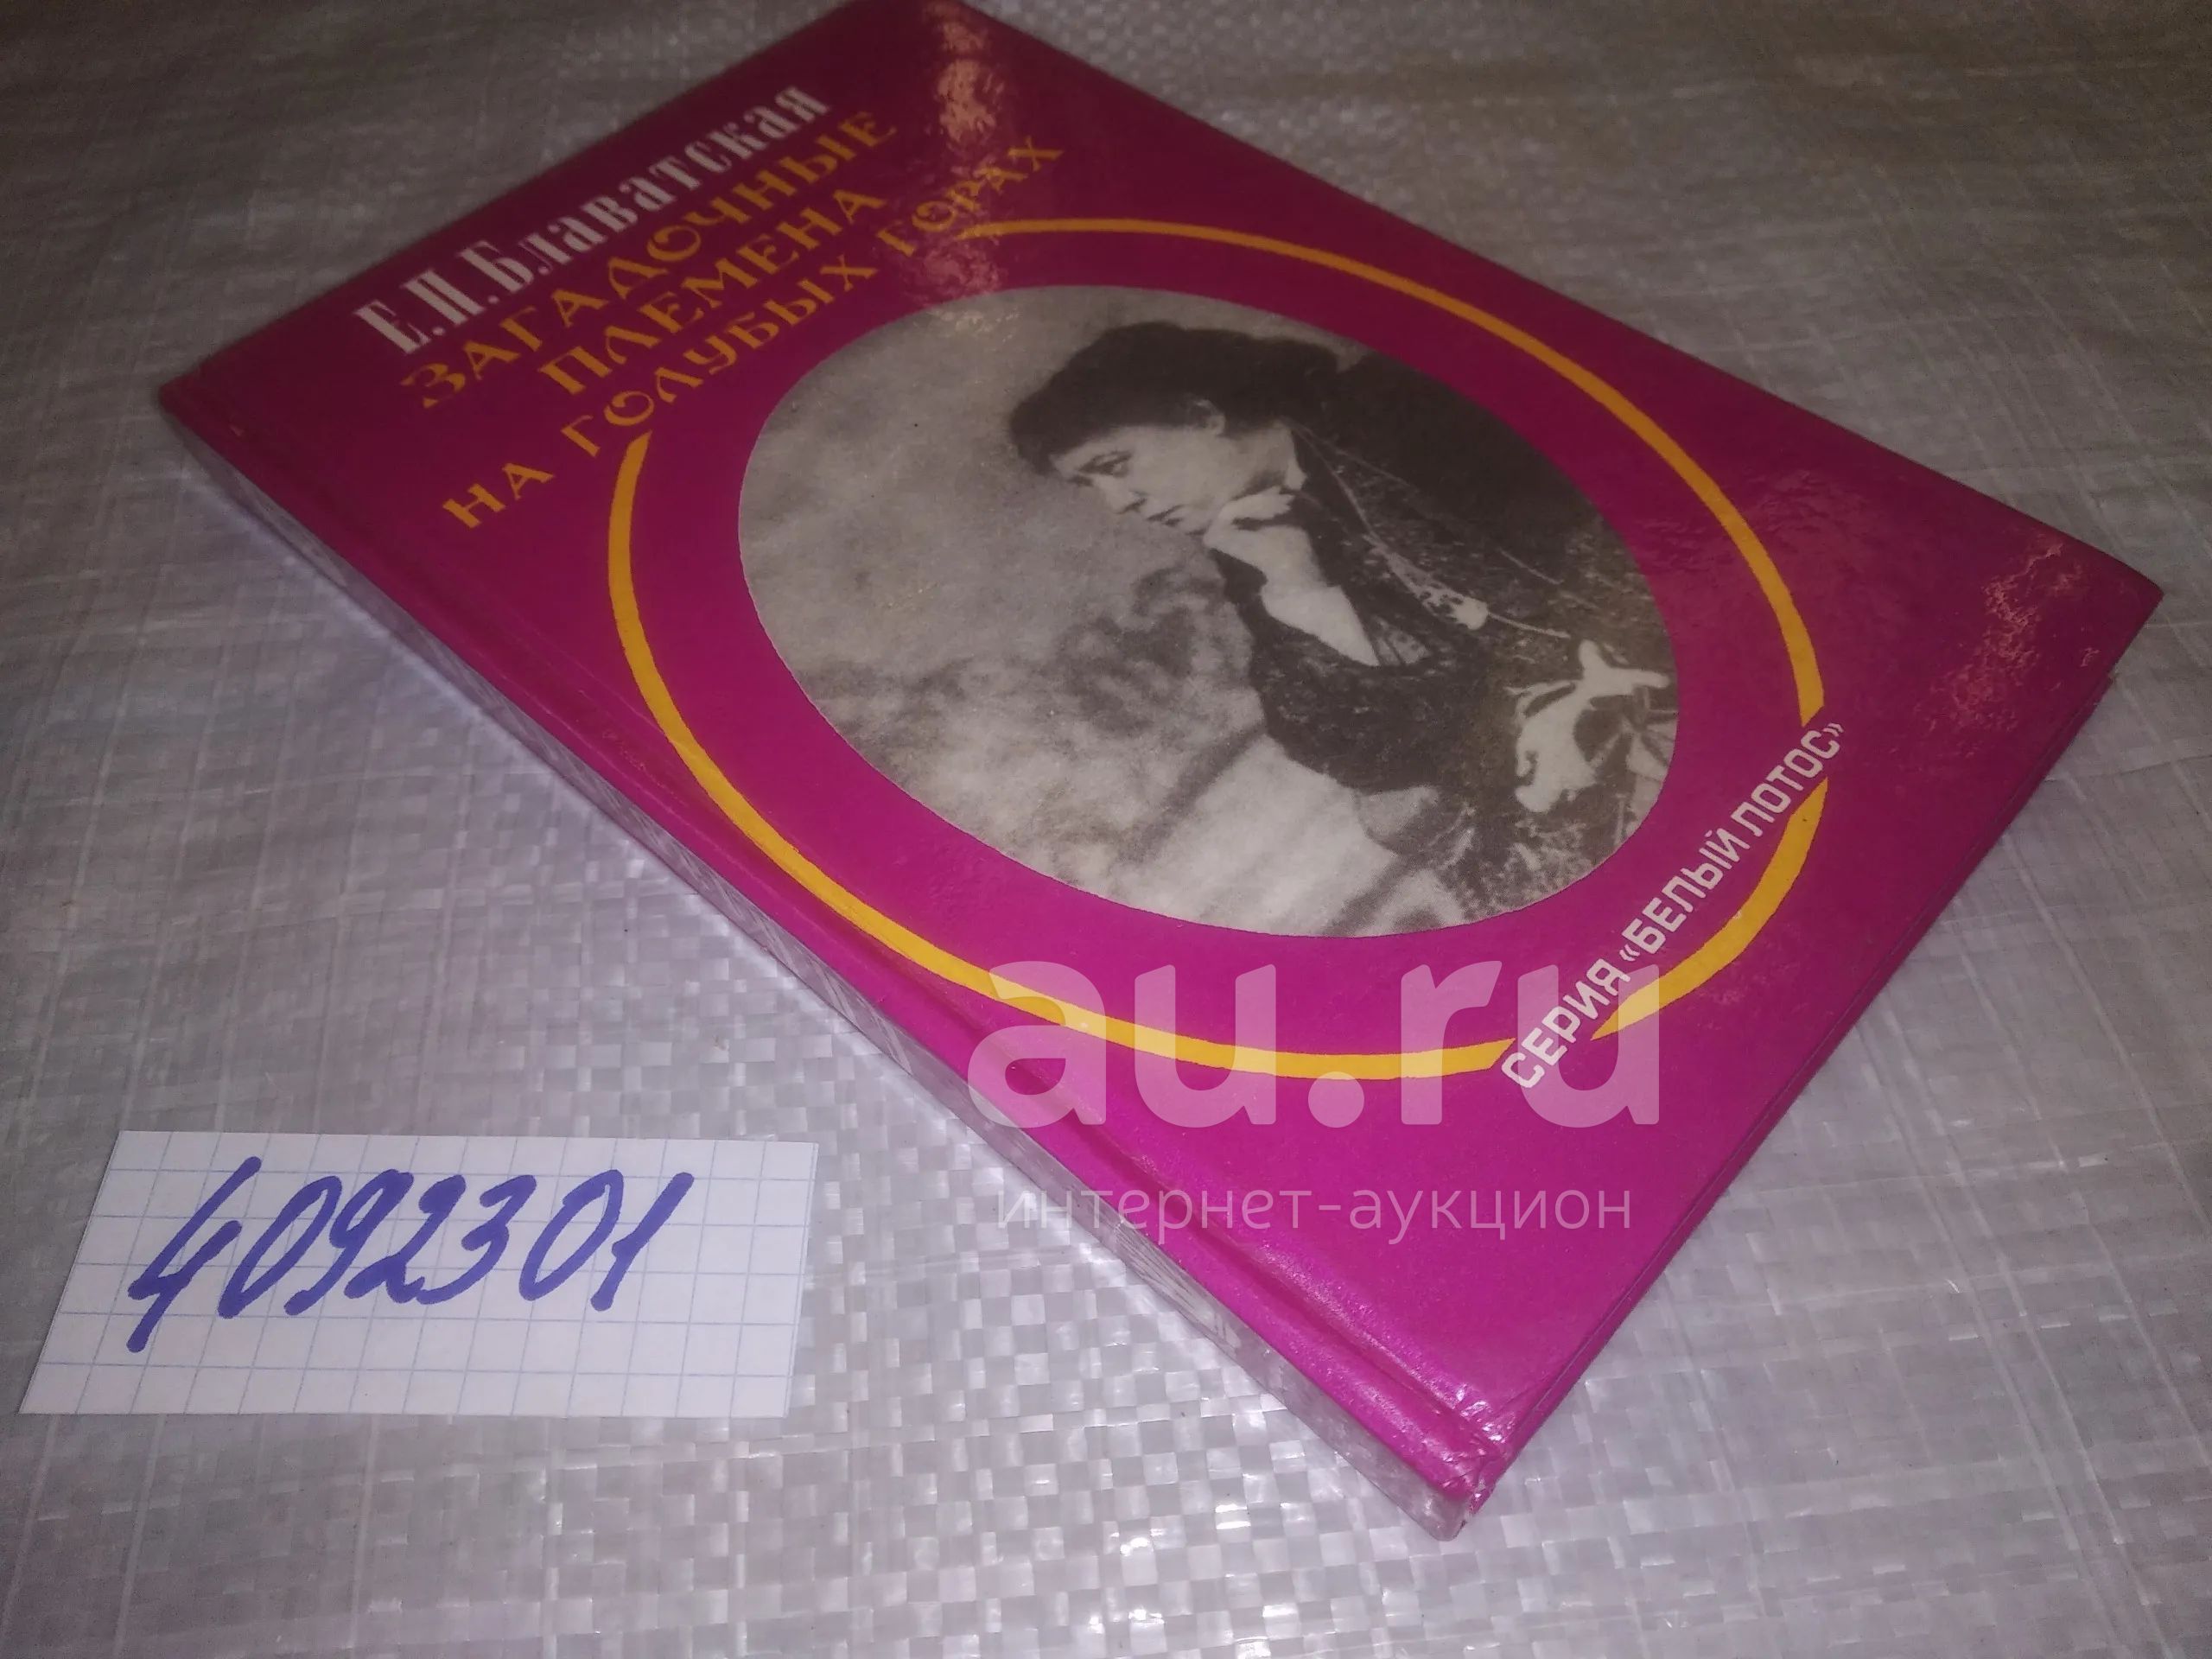 Е.П.Блаватская
ЗАГАДОЧНЫЕ
ПЛЕМЕНА
НА ГОЛУБЫХ ГОРАХ
СЕРИЯ «БЕЛЫЙ ЛОТОС»
au.ru
интернет-аукцион
4092301